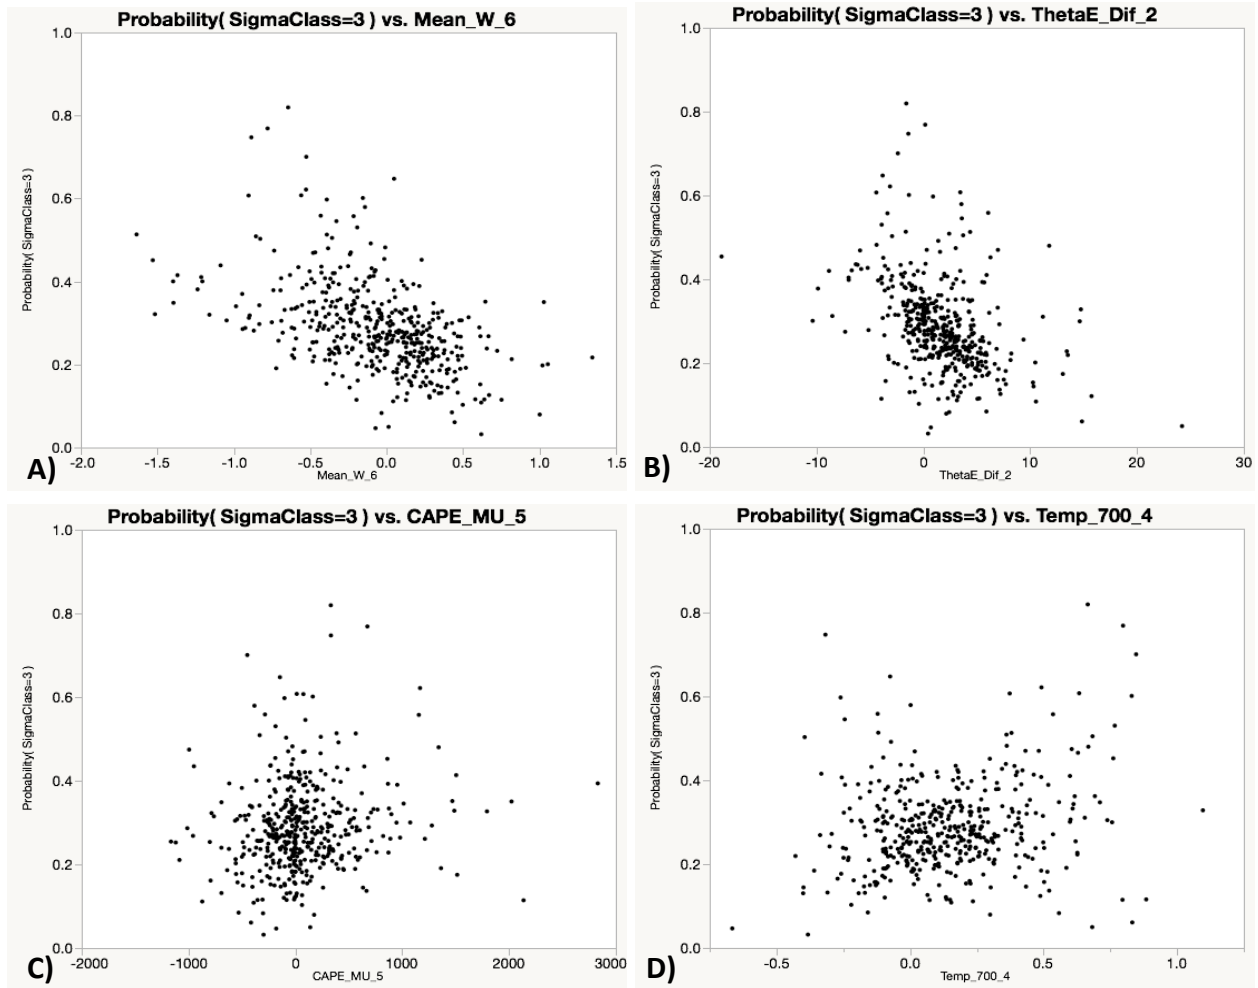 Probability( SigmaClass=3 ) vs. Mean_W_6
1.0
0.8
0.6
0.4
0.2
0.0
Probability( SigmaClass=3 )
-2.0 -1.5 -1.0 -0.5 0.0 0.5 1.0 1.5
Mean_W_6
A)
Probability( SigmaClass=3 ) vs. ThetaE_Dif_2
1.0
0.8
0.6
0.4
0.2
0.0
Probability( SigmaClass=3 )
-20 -10 0 10 20 30
ThetaE_Dif_2
B)
Probability( SigmaClass=3 ) vs. CAPE_MU_5
1.0
0.8
0.6
0.4
0.2
0.0
Probability( SigmaClass=3 )
-2000 -1000 0 1000 2000 3000
CAPE_MU_5
C)
Probability( SigmaClass=3 ) vs. Temp_700_4
1.0
0.8
0.6
0.4
0.2
0.0
Probability( SigmaClass=3 )
-0.5 0.0 0.5 1.0
Temp_700_4
D)